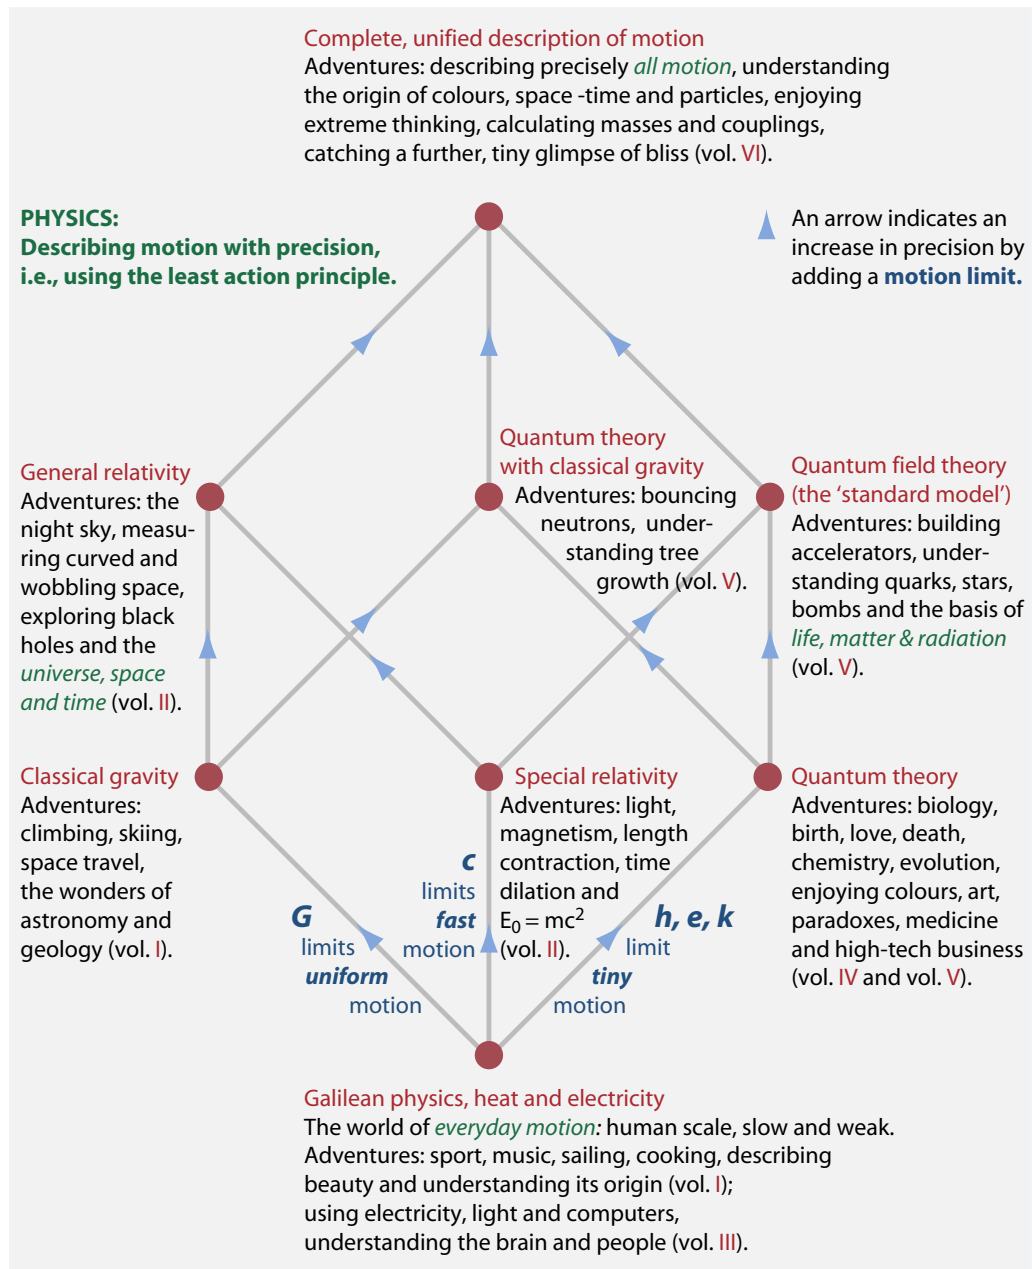 Complete, unified description of motion
Adventures: describing precisely all motion, understanding
the origin of colours, space -time and particles, enjoying
extreme thinking, calculating masses and couplings,
catching a further, tiny glimpse of bliss (vol. VI).
PHYSICS:
Describing motion with precision,
i.e., using the least action principle.
An arrow indicates an
increase in precision by
adding a motion limit.
General relativity
Adventures: the
night sky, measu-
ring curved and
wobbling space,
exploring black
holes and the
universe, space
and time (vol. II).
Quantum theory
with classical gravity
Adventures: bouncing
neutrons, under-
standing tree
growth (vol. V).
Quantum field theory
(the ‘standard model’)
Adventures: building
accelerators, under-
standing quarks, stars,
bombs and the basis of
life, matter & radiation
(vol. V).
Classical gravity
Adventures:
climbing, skiing,
space travel,
the wonders of
astronomy and
geology (vol. I).
Special relativity
Adventures: light,
magnetism, length
contraction, time
dilation and
E₀ = mc²
(vol. II).
Quantum theory
Adventures: biology,
birth, love, death,
chemistry, evolution,
enjoying colours, art,
paradoxes, medicine
and high-tech business
(vol. IV and vol. V).
G
limits
uniform
motion
c
limits
fast
motion
h, e, k
limit
tiny
motion
Galilean physics, heat and electricity
The world of everyday motion: human scale, slow and weak.
Adventures: sport, music, sailing, cooking, describing
beauty and understanding its origin (vol. I);
using electricity, light and computers,
understanding the brain and people (vol. III).